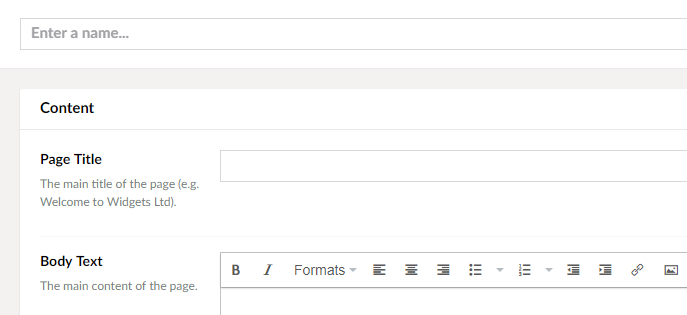 Enter a name...
Content
Page Title
The main title of the page (e.g.
Welcome to Widgets Ltd).
Body Text
B I Formats
The main content of the page.